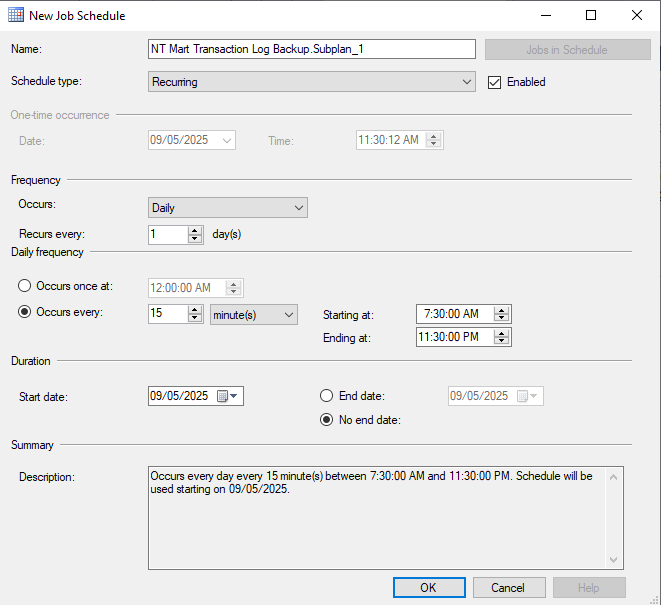 New Job Schedule
Name: NT Mart Transaction Log Backup.Subplan_1 Jobs in Schedule
Schedule type: Recurring Enabled
One-time occurrence
Date: 09/05/2025 Time: 11:30:12 AM
Frequency
Occurs: Daily
Recurs every: 1 day(s)
Daily frequency
Occurs once at: 12:00:00 AM
Occurs every: 15 minute(s) Starting at: 7:30:00 AM
Ending at: 11:30:00 PM
Duration
Start date: 09/05/2025 End date: 09/05/2025
No end date:
Summary
Description: Occurs every day every 15 minute(s) between 7:30:00 AM and 11:30:00 PM. Schedule will be
used starting on 09/05/2025.
OK Cancel Help